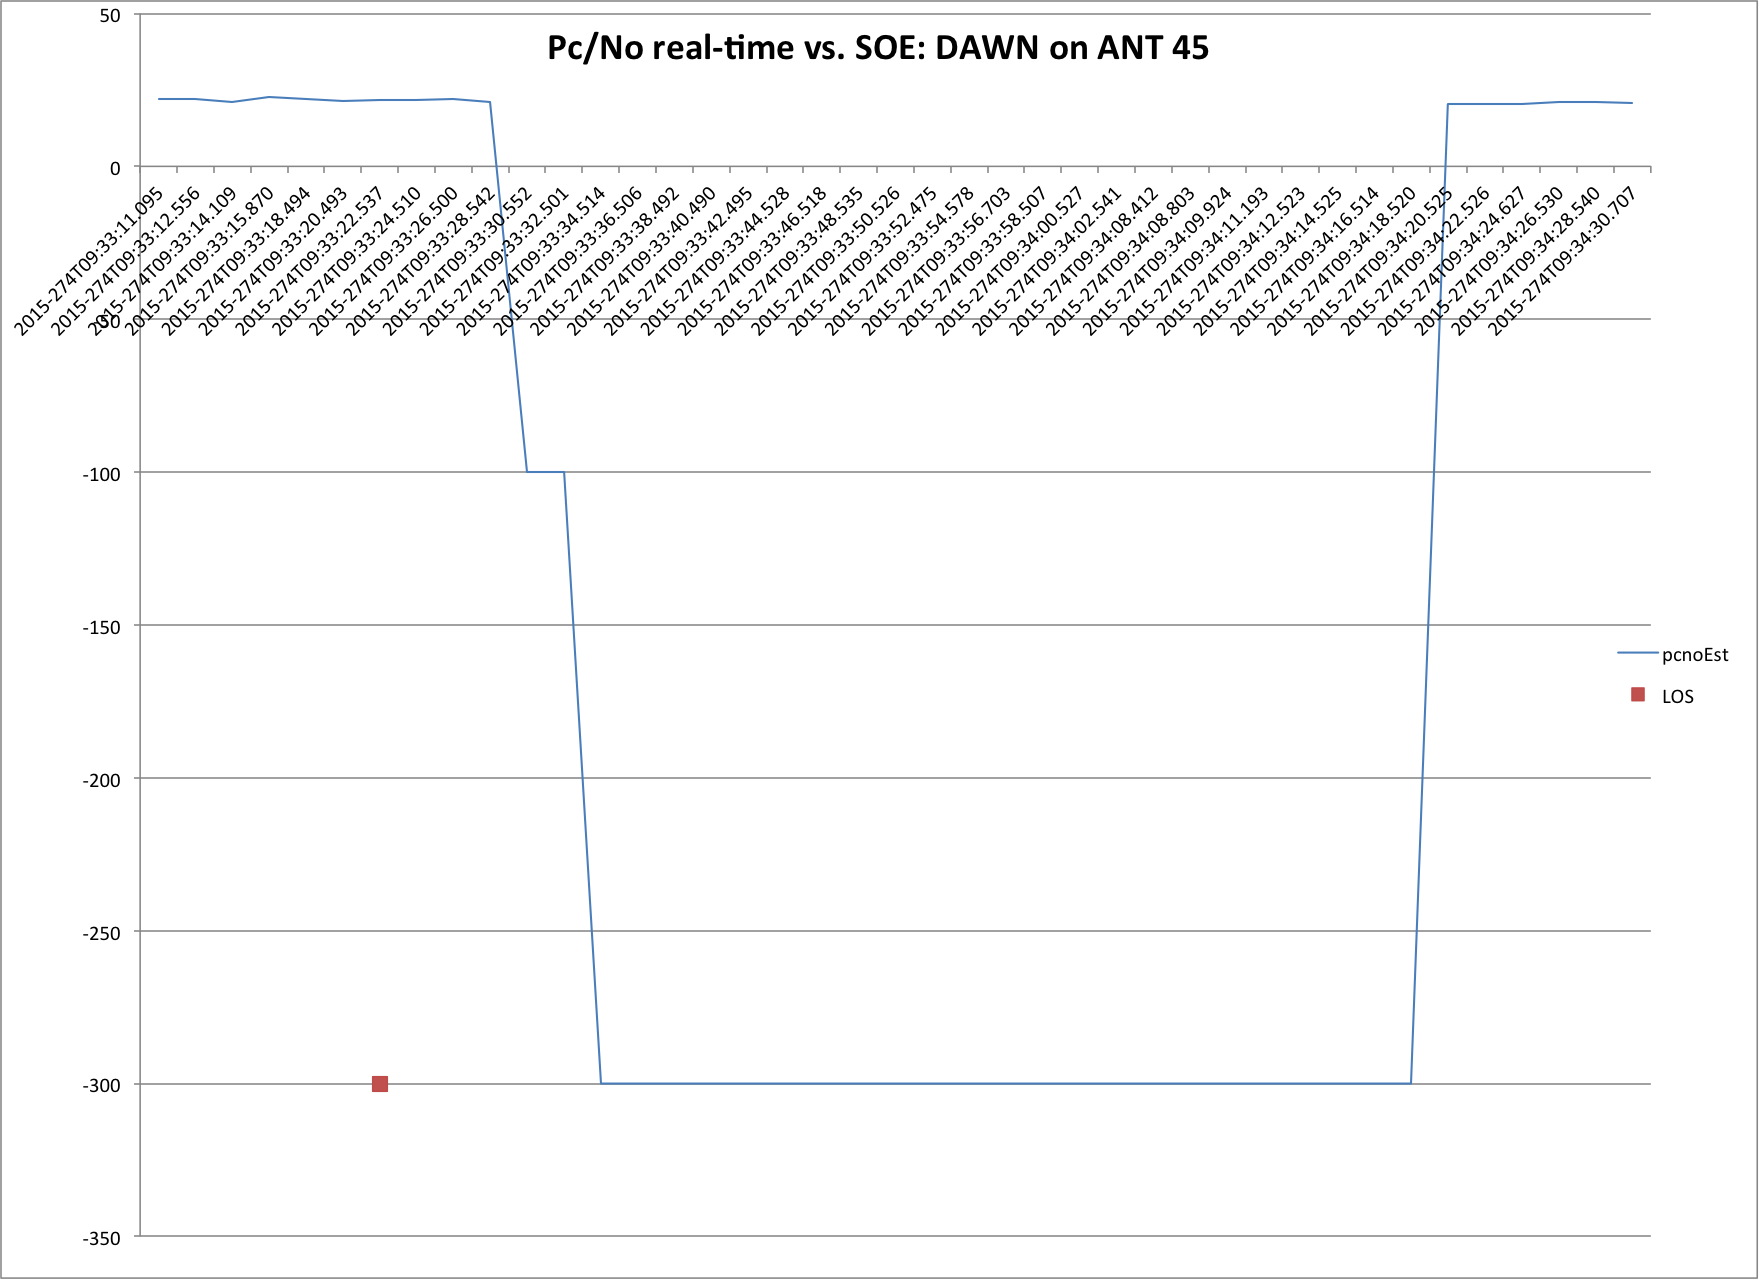 Pc/No real-time vs. SOE: DAWN on ANT 45
50
0
-50
-100
-150
-200
-250
-300
-350
2015-274T09:33:11.095
2015-274T09:33:12.556
2015-274T09:33:14.109
2015-274T09:33:15.870
2015-274T09:33:18.494
2015-274T09:33:20.493
2015-274T09:33:22.537
2015-274T09:33:24.510
2015-274T09:33:26.500
2015-274T09:33:28.542
2015-274T09:33:30.552
2015-274T09:33:32.501
2015-274T09:33:34.514
2015-274T09:33:36.506
2015-274T09:33:38.492
2015-274T09:33:40.490
2015-274T09:33:42.495
2015-274T09:33:44.528
2015-274T09:33:46.518
2015-274T09:33:48.535
2015-274T09:33:50.526
2015-274T09:33:52.475
2015-274T09:33:54.578
2015-274T09:33:56.703
2015-274T09:33:58.507
2015-274T09:34:00.527
2015-274T09:34:02.541
2015-274T09:34:08.412
2015-274T09:34:08.803
2015-274T09:34:09.924
2015-274T09:34:11.193
2015-274T09:34:12.523
2015-274T09:34:14.525
2015-274T09:34:16.514
2015-274T09:34:18.520
2015-274T09:34:20.525
2015-274T09:34:22.526
2015-274T09:34:24.627
2015-274T09:34:26.530
2015-274T09:34:28.540
2015-274T09:34:30.707
pcnoEst
LOS